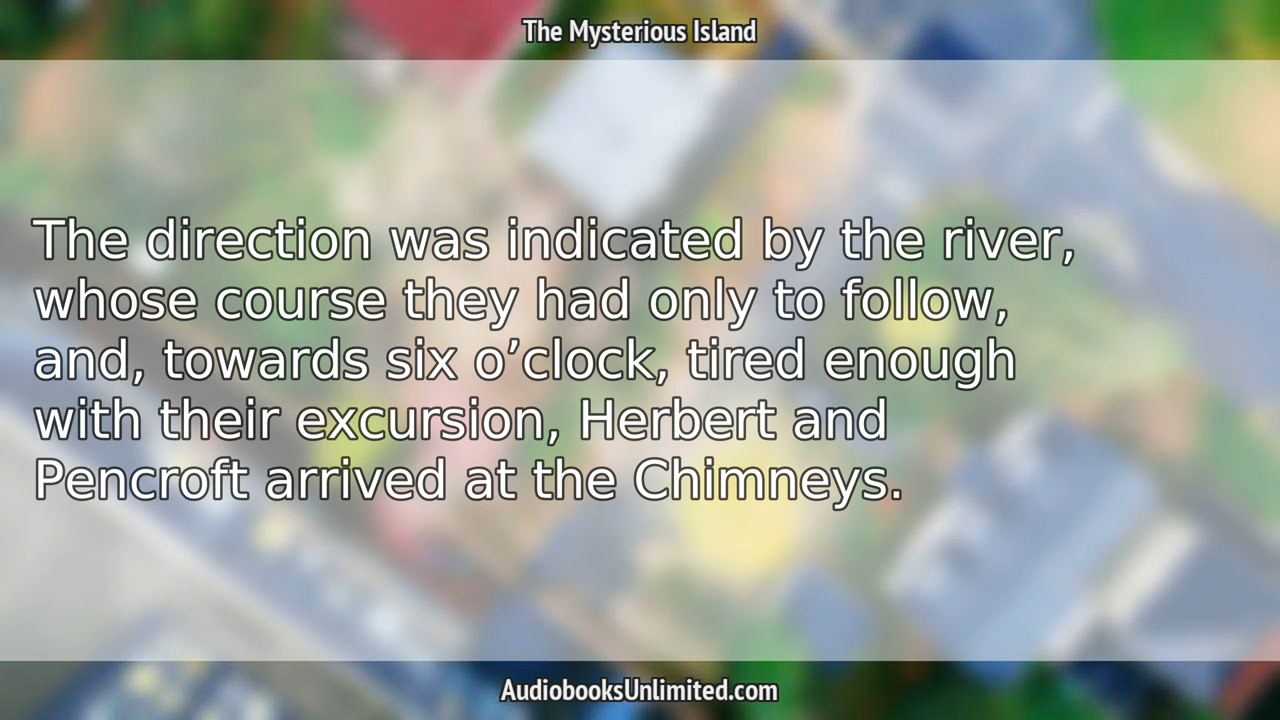 The Mysterious Island
The direction was indicated by the river,
whose course they had only to follow,
and, towards six o’clock, tired enough
with their excursion, Herbert and
Pencroft arrived at the Chimneys.
AudiobooksUnlimited.com